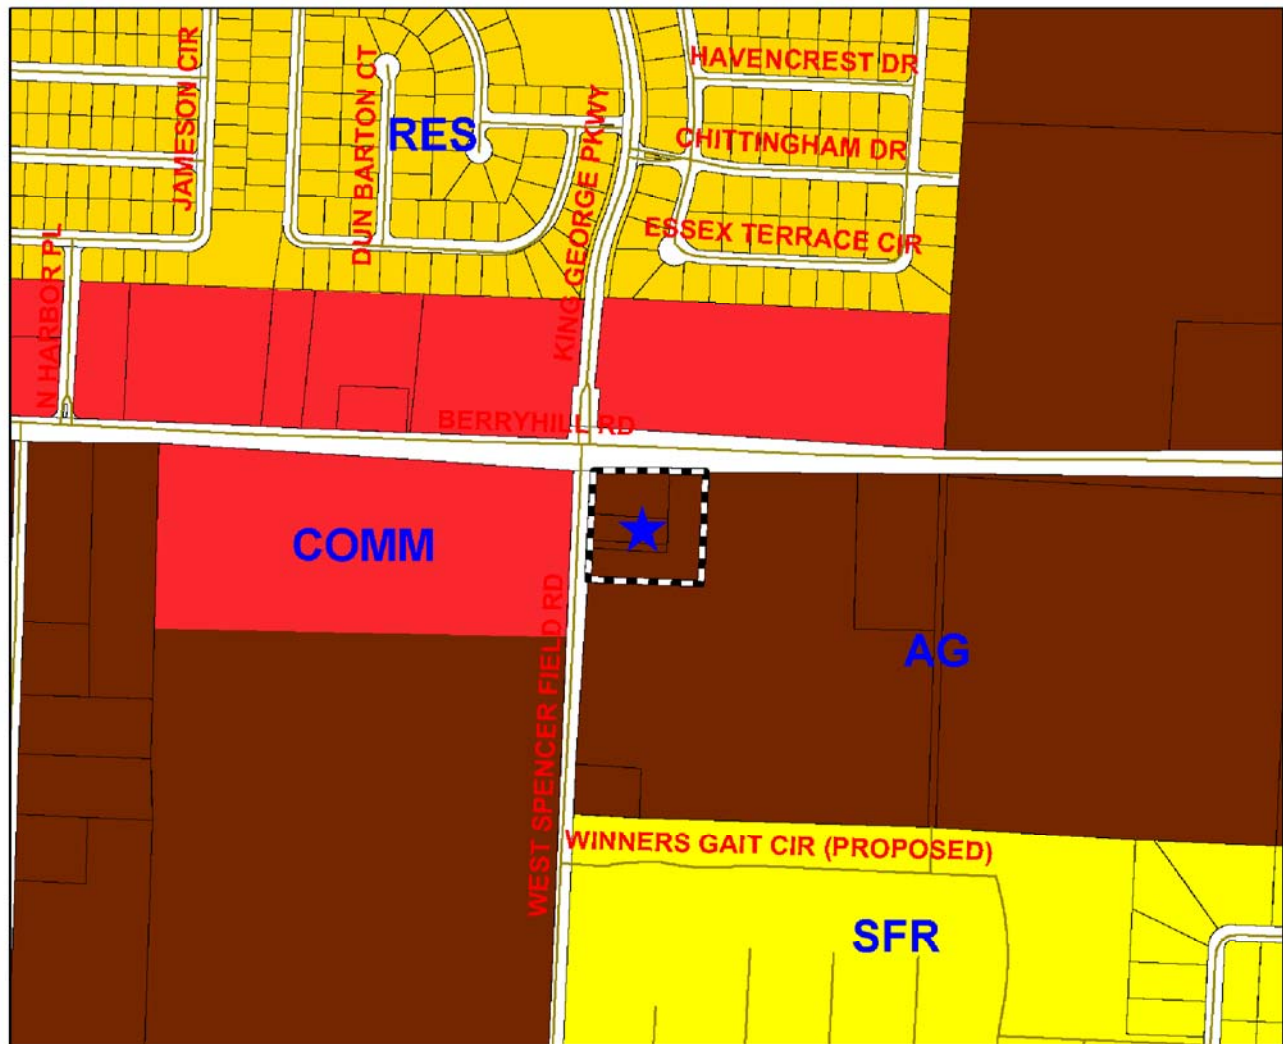 HAVENCREST DR
JAMESON CIR
DUN BARTON CT
RES
KING GEORGE PKWY
CHITTINGHAM DR
ESSEX TERRACE CIR
N HARBOR PL
BERRYHILL RD
COMM
AG
WEST SPENCER FIELD RD
WINNERS GAIT CIR (PROPOSED)
SFR